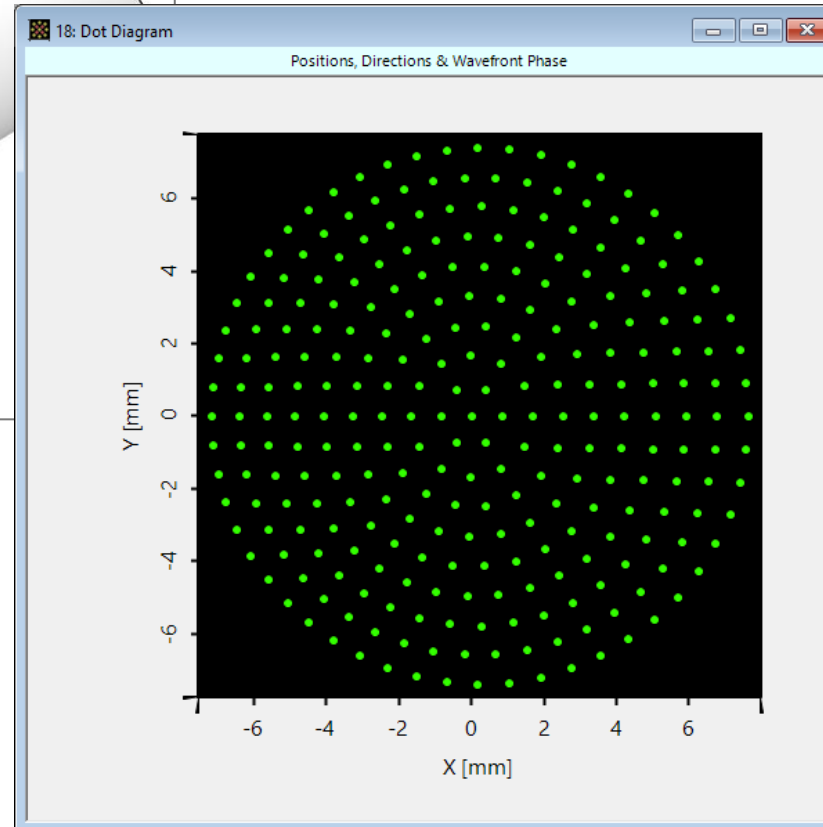 18: Dot Diagram
Positions, Directions & Wavefront Phase
6
4
2
0
-2
-4
-6
Y [mm]
-6 -4 -2 0 2 4 6
X [mm]